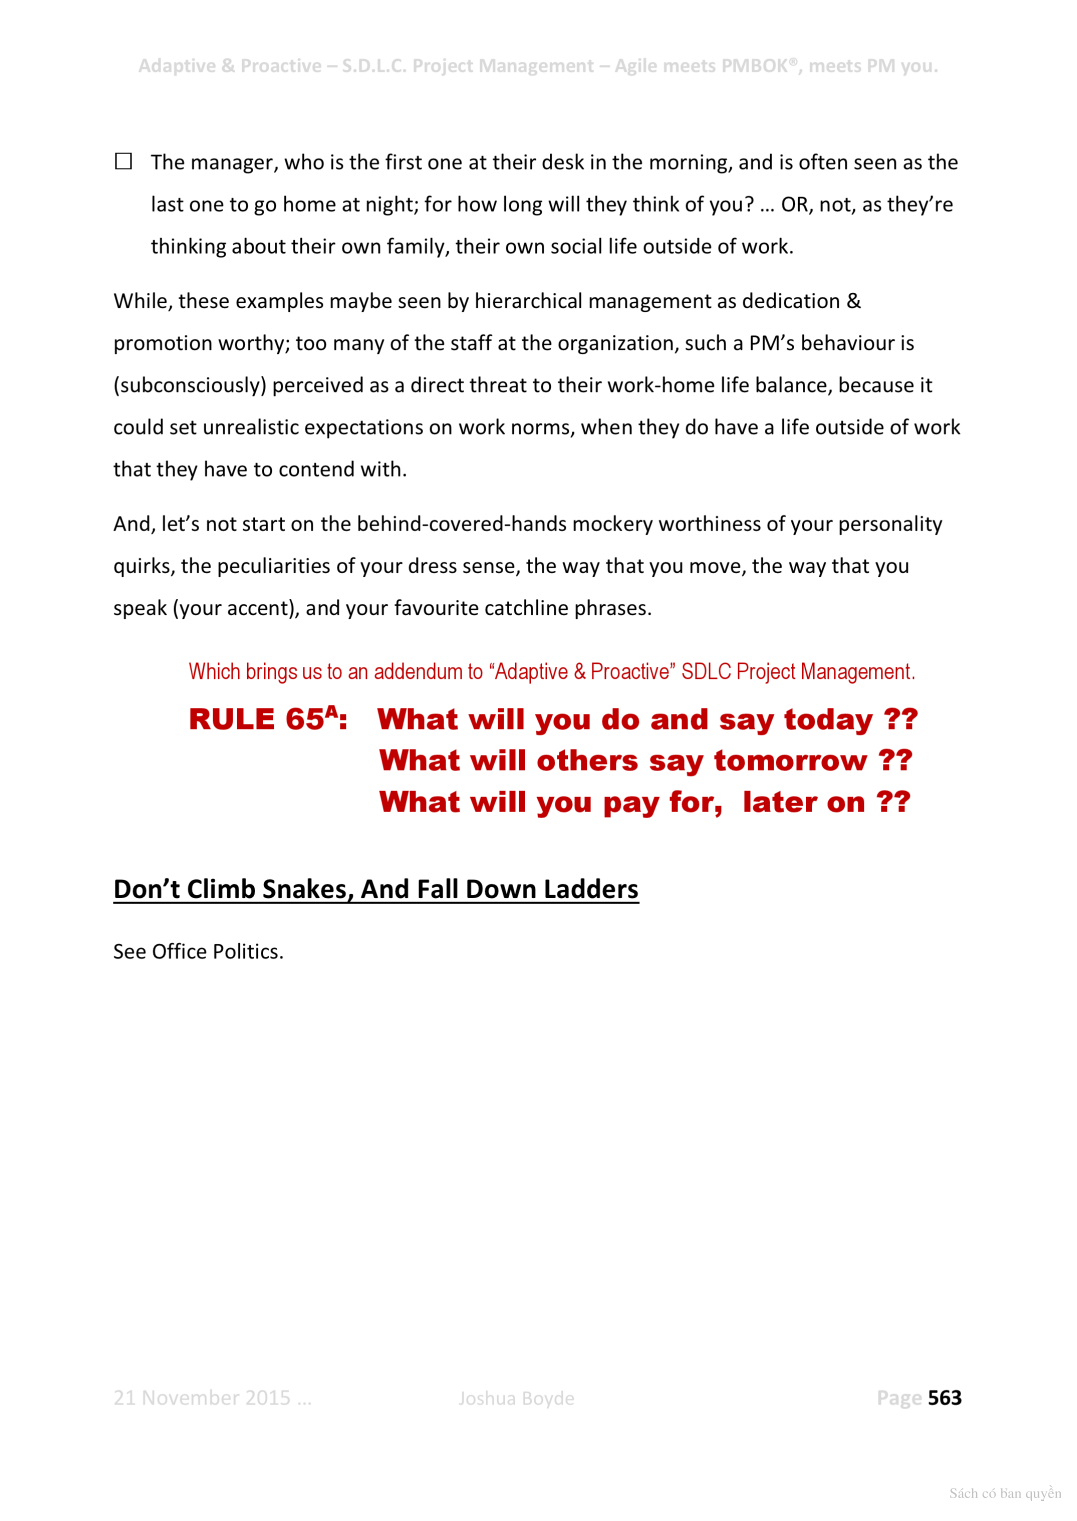 Adaptive & Proactive – S.D.L.C. Project Management – Agile meets PMBOK®, meets PM you.
☐ The manager, who is the first one at their desk in the morning, and is often seen as the
last one to go home at night; for how long will they think of you? … OR, not, as they’re
thinking about their own family, their own social life outside of work.
While, these examples maybe seen by hierarchical management as dedication &
promotion worthy; too many of the staff at the organization, such a PM’s behaviour is
(subconsciously) perceived as a direct threat to their work-home life balance, because it
could set unrealistic expectations on work norms, when they do have a life outside of work
that they have to contend with.
And, let’s not start on the behind-covered-hands mockery worthiness of your personality
quirks, the peculiarities of your dress sense, the way that you move, the way that you
speak (your accent), and your favourite catchline phrases.
Which brings us to an addendum to “Adaptive & Proactive” SDLC Project Management.
RULE 65ᴬ: What will you do and say today ??
What will others say tomorrow ??
What will you pay for, later on ??
Don’t Climb Snakes, And Fall Down Ladders
See Office Politics.
21 November 2015 … Joshua Boyde Page 563
Sách có bản quyền